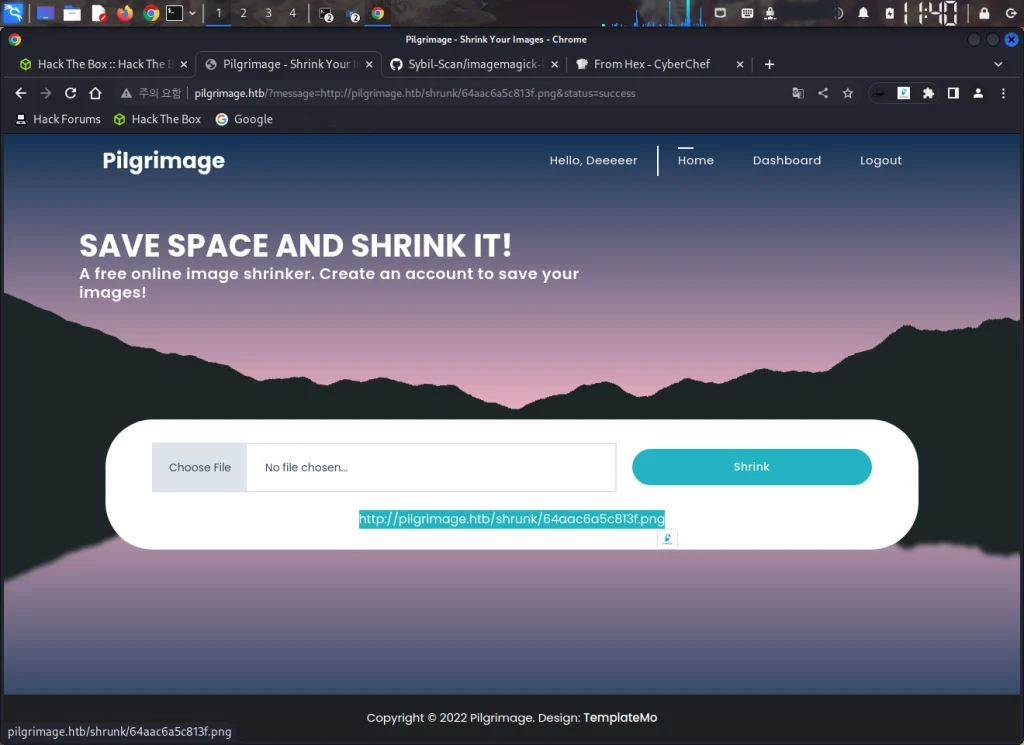 1 2 3 4
2 2
11:40
Pilgrimage - Shrink Your Images - Chrome
Hack The Box :: Hack The B
Pilgrimage - Shrink Your I
Sybil-Scan/imagemagick-
From Hex - CyberChef
주의 요함
pilgrimage.htb/?message=http://pilgrimage.htb/shrunk/64aac6a5c813f.png&status=success
Hack Forums
Hack The Box
Google
Pilgrimage
Hello, Deeeeer
Home
Dashboard
Logout
SAVE SPACE AND SHRINK IT!
A free online image shrinker. Create an account to save your
images!
Choose File
No file chosen...
Shrink
http://pilgrimage.htb/shrunk/64aac6a5c813f.png
Copyright © 2022 Pilgrimage. Design: TemplateMo
pilgrimage.htb/shrunk/64aac6a5c813f.png